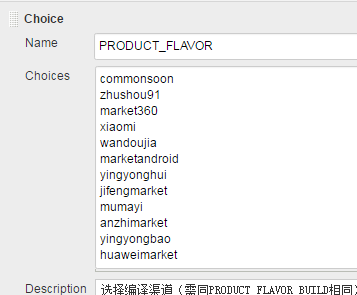 Choice
Name
PRODUCT_FLAVOR
Choices
commonsoon
zhushou91
market360
xiaomi
wandoujia
marketandroid
yingyonghui
jifengmarket
mumayi
anzhimarket
yingyongbao
huaweimarket
Description
选择编译渠道（需同PRODUCT_FLAVOR_BUILD相同）